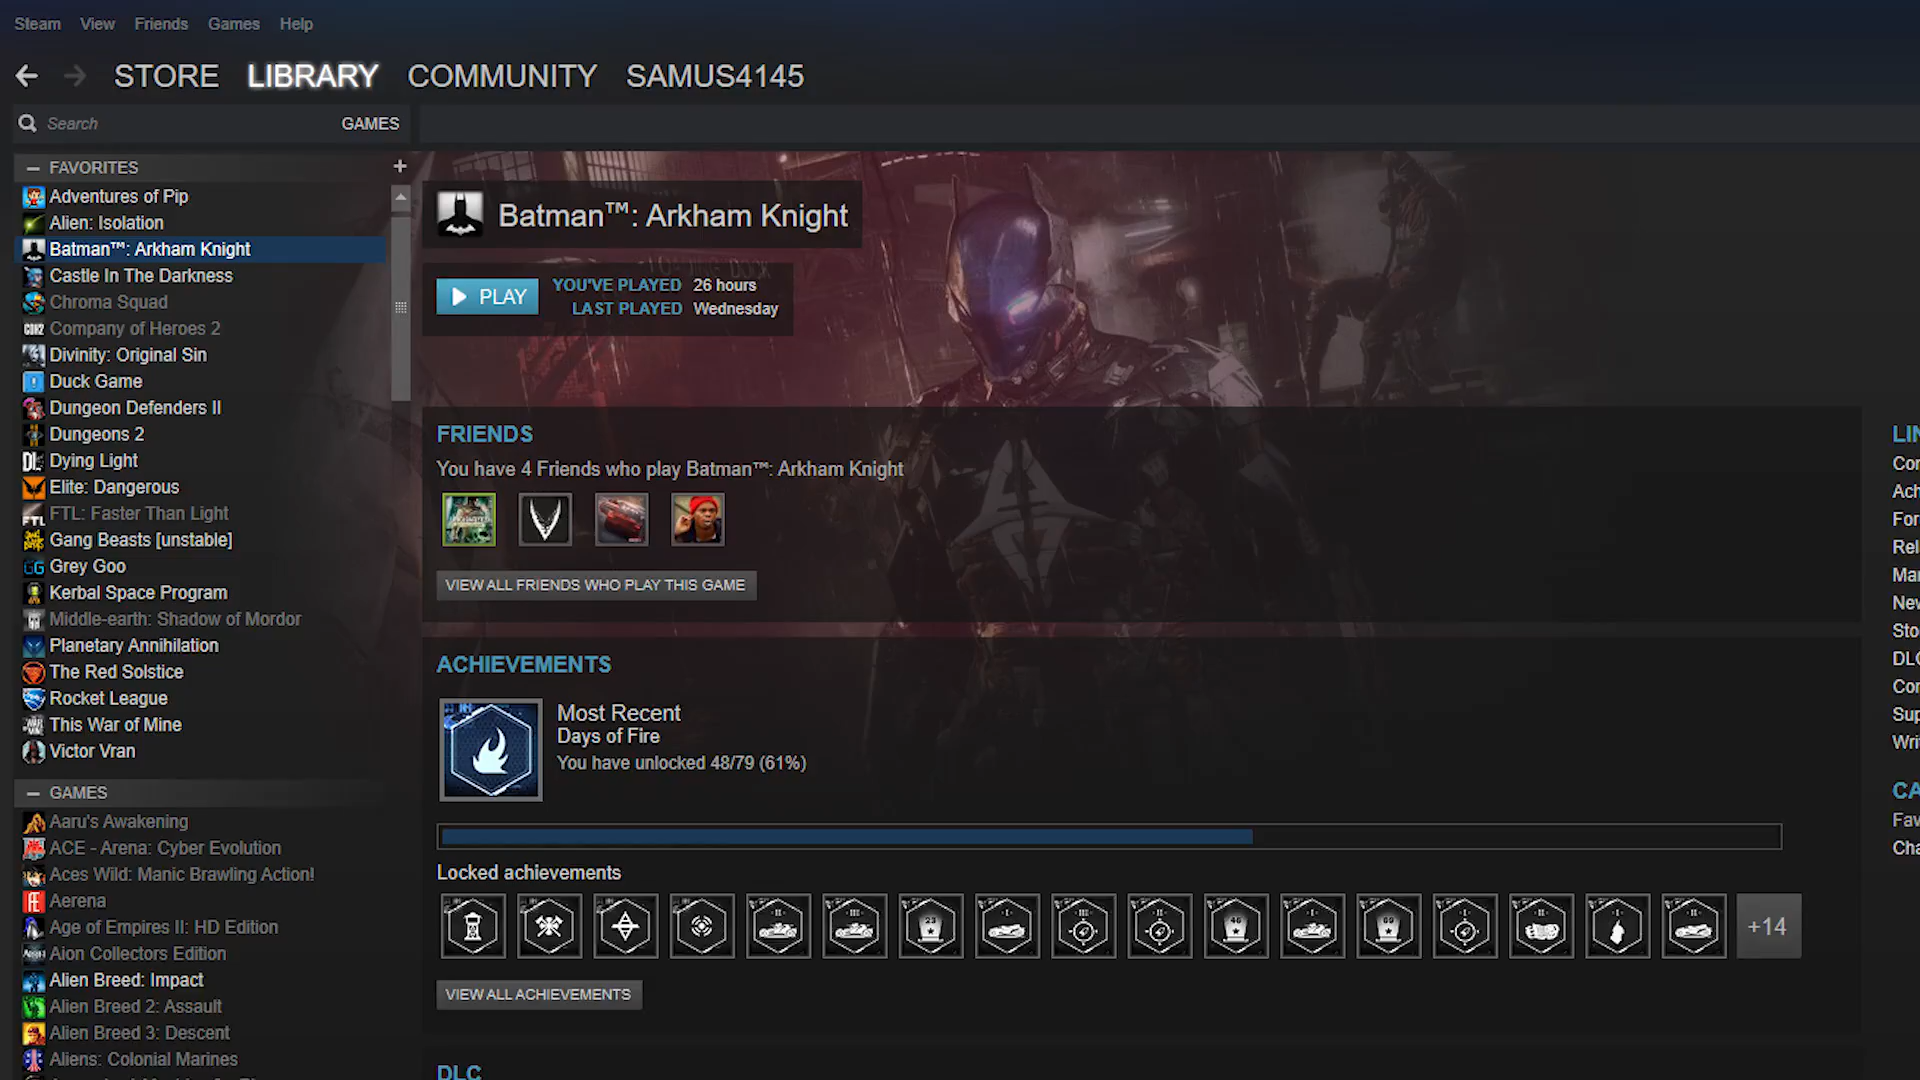 Steam View Friends Games Help
STORE LIBRARY COMMUNITY SAMUS4145
Search GAMES
— FAVORITES +
Adventures of Pip
Alien: Isolation
Batman™: Arkham Knight
Castle In The Darkness
Chroma Squad
Company of Heroes 2
Divinity: Original Sin
Duck Game
Dungeon Defenders II
Dungeons 2
Dying Light
Elite: Dangerous
FTL: Faster Than Light
Gang Beasts [unstable]
Grey Goo
Kerbal Space Program
Middle-earth: Shadow of Mordor
Planetary Annihilation
The Red Solstice
Rocket League
This War of Mine
Victor Vran
— GAMES
Aaru's Awakening
ACE - Arena: Cyber Evolution
Aces Wild: Manic Brawling Action!
Aerena
Age of Empires II: HD Edition
Aion Collectors Edition
Alien Breed: Impact
Alien Breed 2: Assault
Alien Breed 3: Descent
Aliens: Colonial Marines
Batman™: Arkham Knight
PLAY
YOU'VE PLAYED 26 hours
LAST PLAYED Wednesday
FRIENDS
You have 4 Friends who play Batman™: Arkham Knight
VIEW ALL FRIENDS WHO PLAY THIS GAME
ACHIEVEMENTS
Most Recent
Days of Fire
You have unlocked 48/79 (61%)
Locked achievements
+14
VIEW ALL ACHIEVEMENTS
DLC